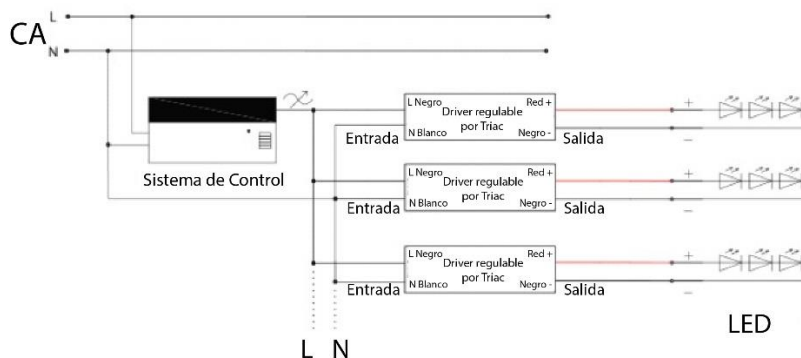 CA
L
N
Sistema de Control
L Negro
Red +
Driver regulable
por Triac
N Blanco
Negro -
Entrada
Salida
+
−
L Negro
Red +
Driver regulable
por Triac
N Blanco
Negro -
Entrada
Salida
+
−
L Negro
Red +
Driver regulable
por Triac
N Blanco
Negro -
Entrada
Salida
+
−
L N
LED